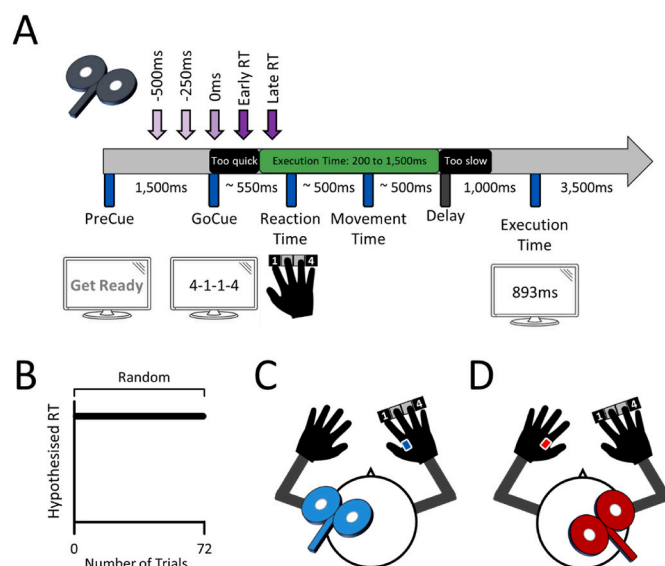 A
-500ms
-250ms
0ms
Early RT
Late RT
Too quick
Execution Time: 200 to 1,500ms
Too slow
1,500ms
~ 550ms
~ 500ms
~ 500ms
1,000ms
3,500ms
PreCue
GoCue
Reaction
Time
Movement
Time
Delay
Execution
Time
Get Ready
4-1-1-4
1
4
893ms
B
Random
Hypothesised RT
0
72
Number of Trials
C
1
4
D
1
4